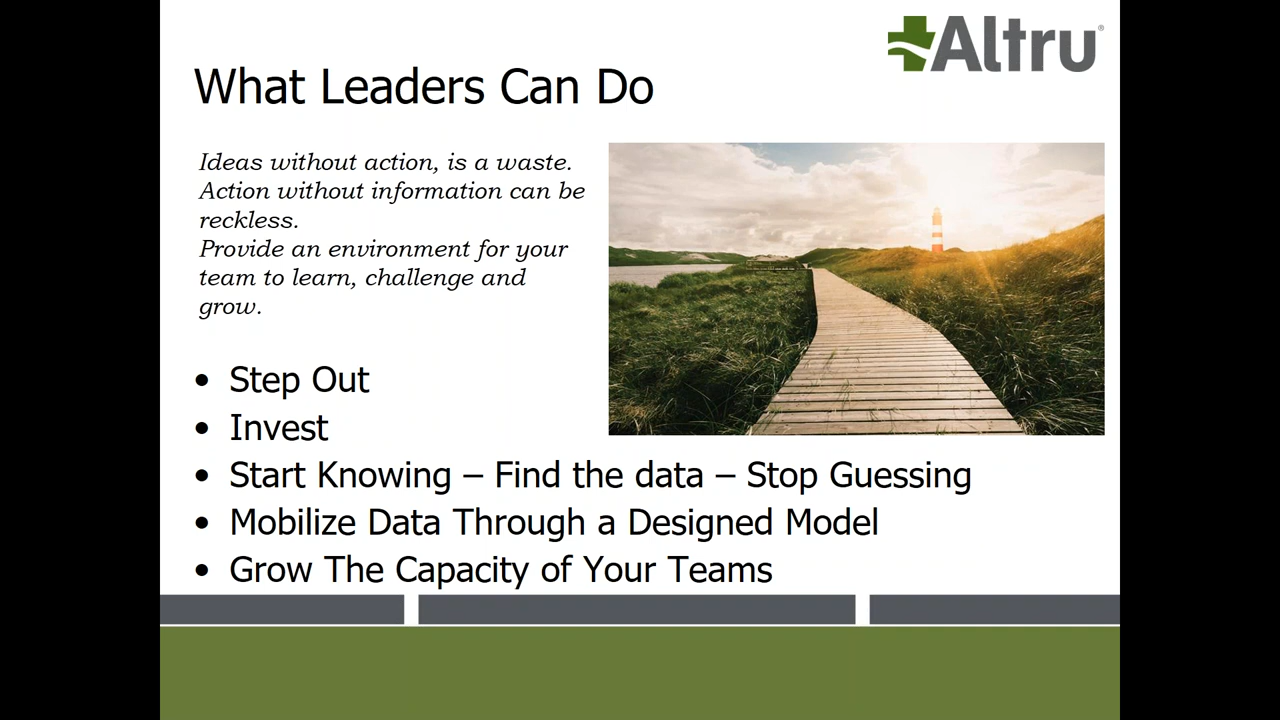 Altru®
What Leaders Can Do
Ideas without action, is a waste.
Action without information can be
reckless.
Provide an environment for your
team to learn, challenge and
grow.
• Step Out
• Invest
• Start Knowing – Find the data – Stop Guessing
• Mobilize Data Through a Designed Model
• Grow The Capacity of Your Teams